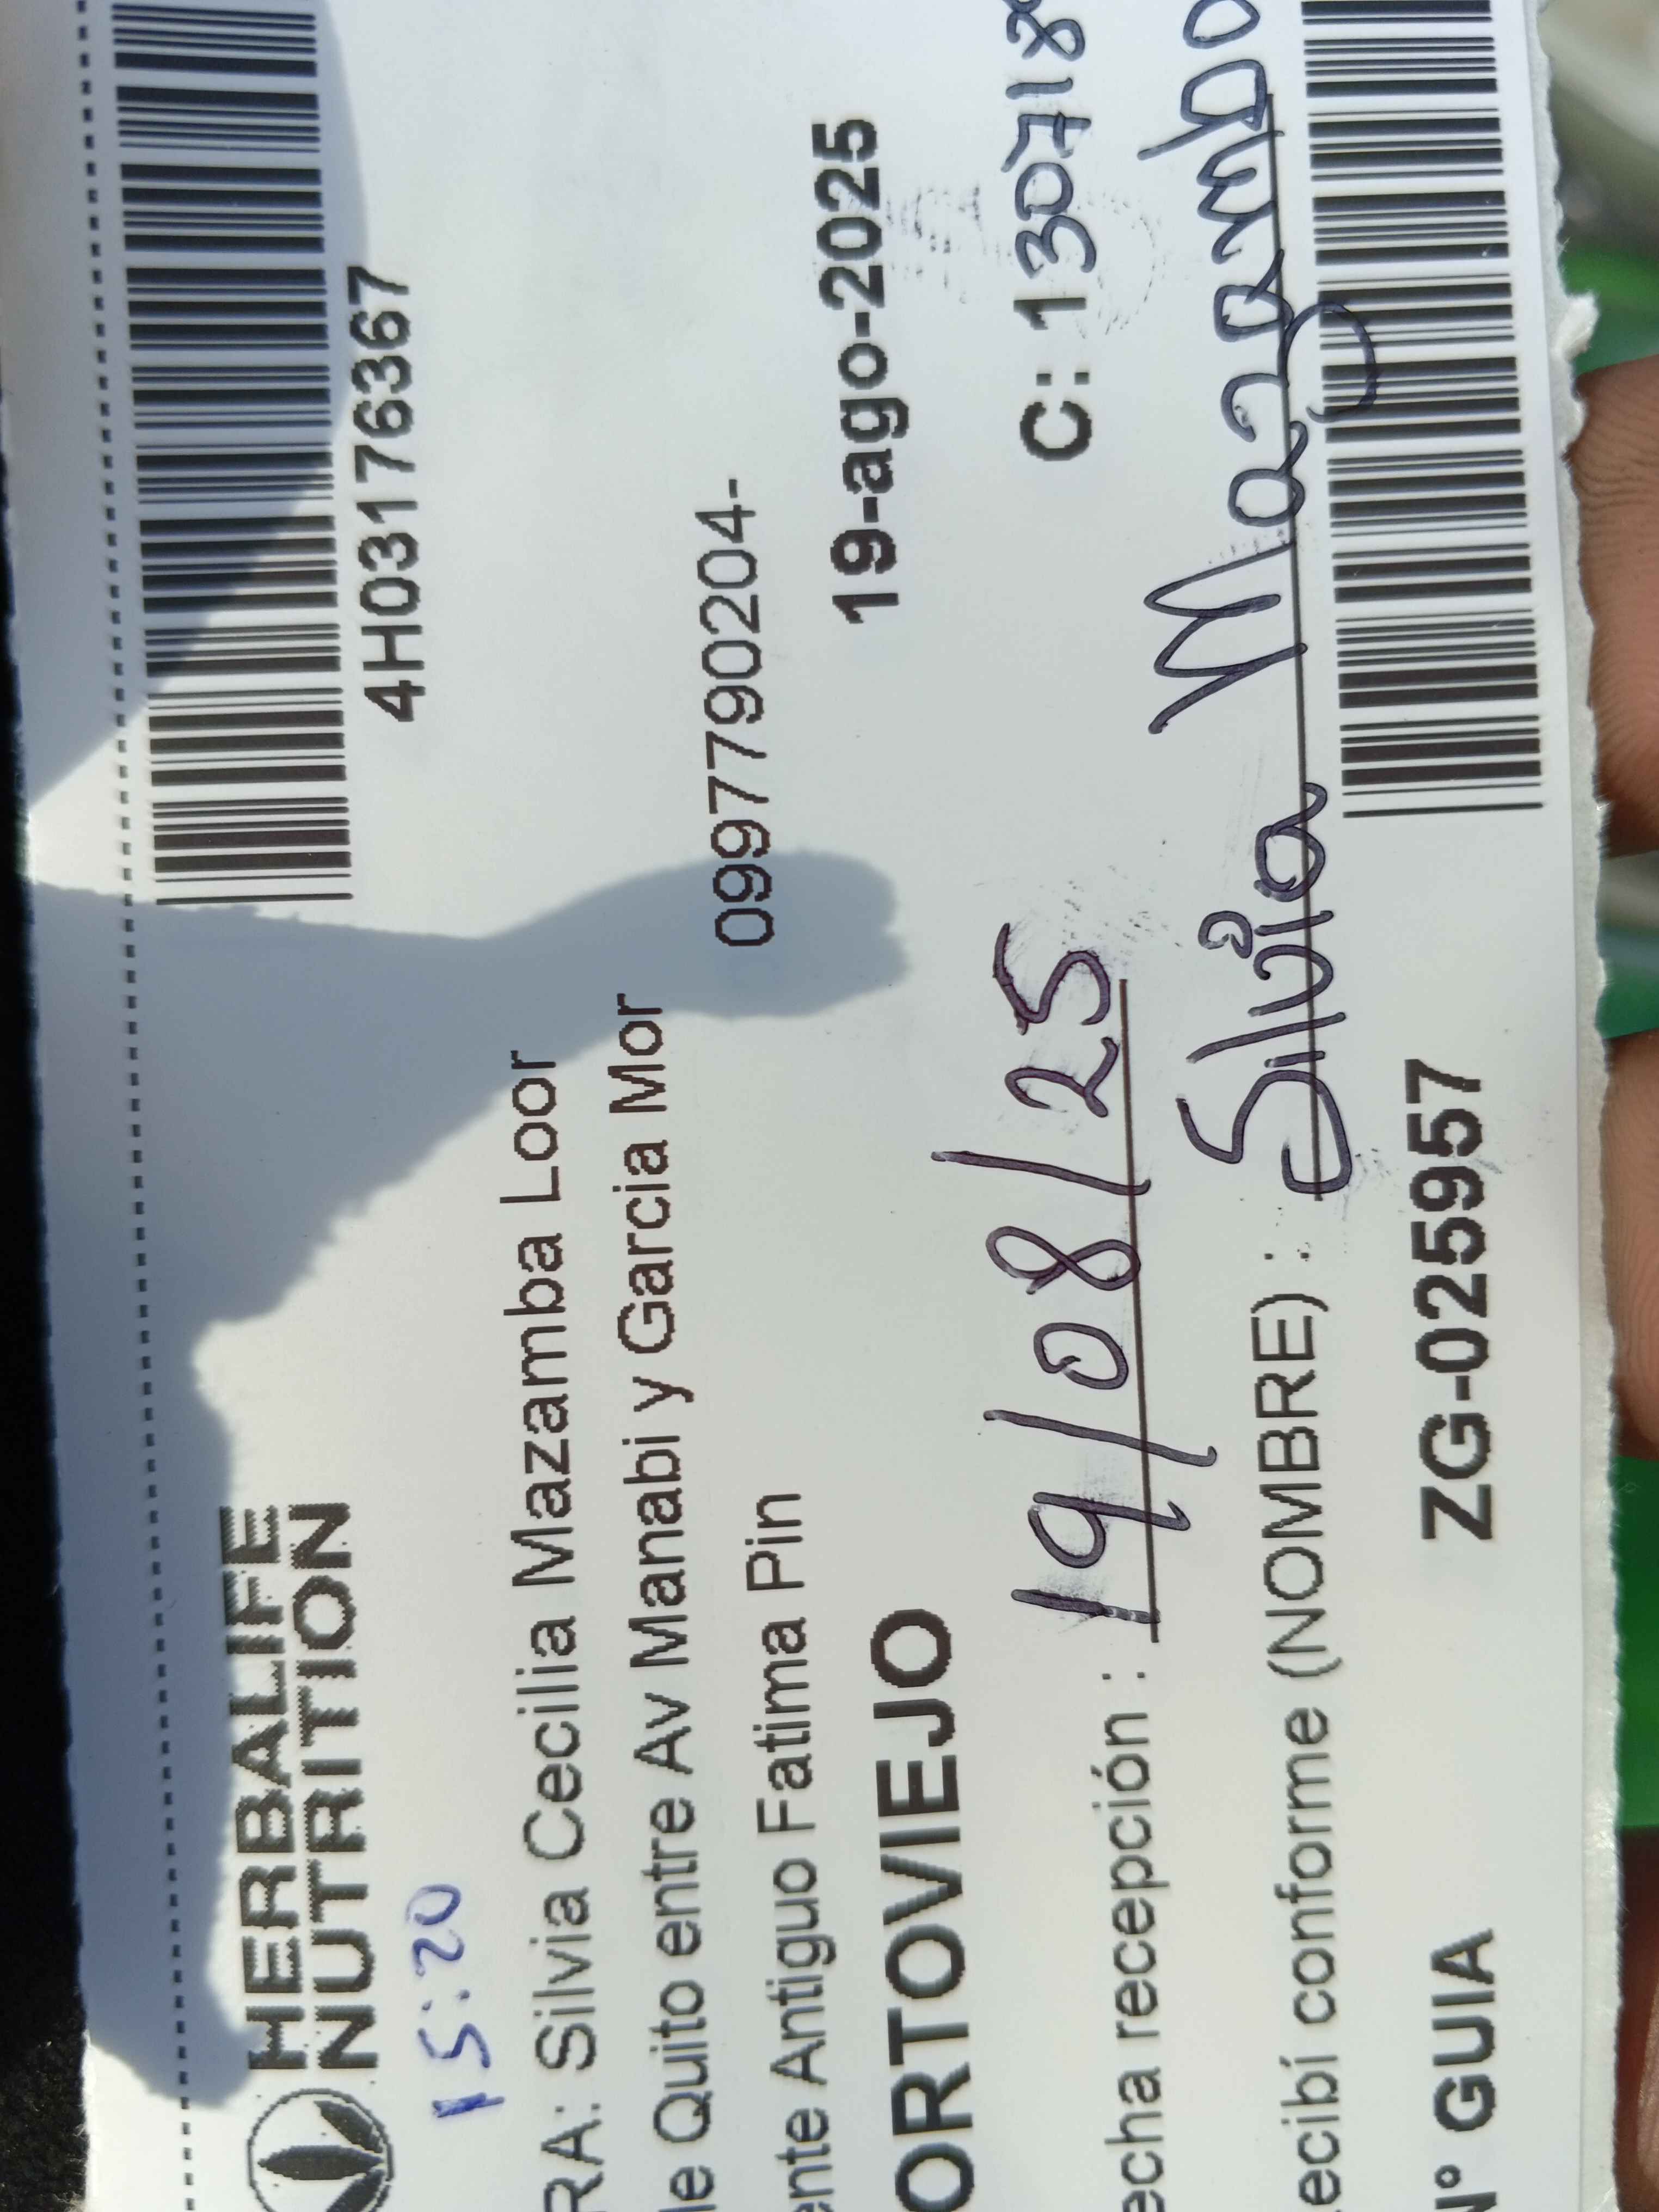 HERBALIFE
NUTRITION
15:20
4H03176367
RA: Silvia Cecilia Mazamba Loor
le Quito entre Av Manabi y Garcia Mor
ente Antiguo Fatima Pin
0997790204-
ORTOVIEJO
19-ago-2025
echa recepción : 19/08/25
C: 130718
ecibí conforme (NOMBRE) : Silvia Mazamba
N° GUIA
ZG-025957